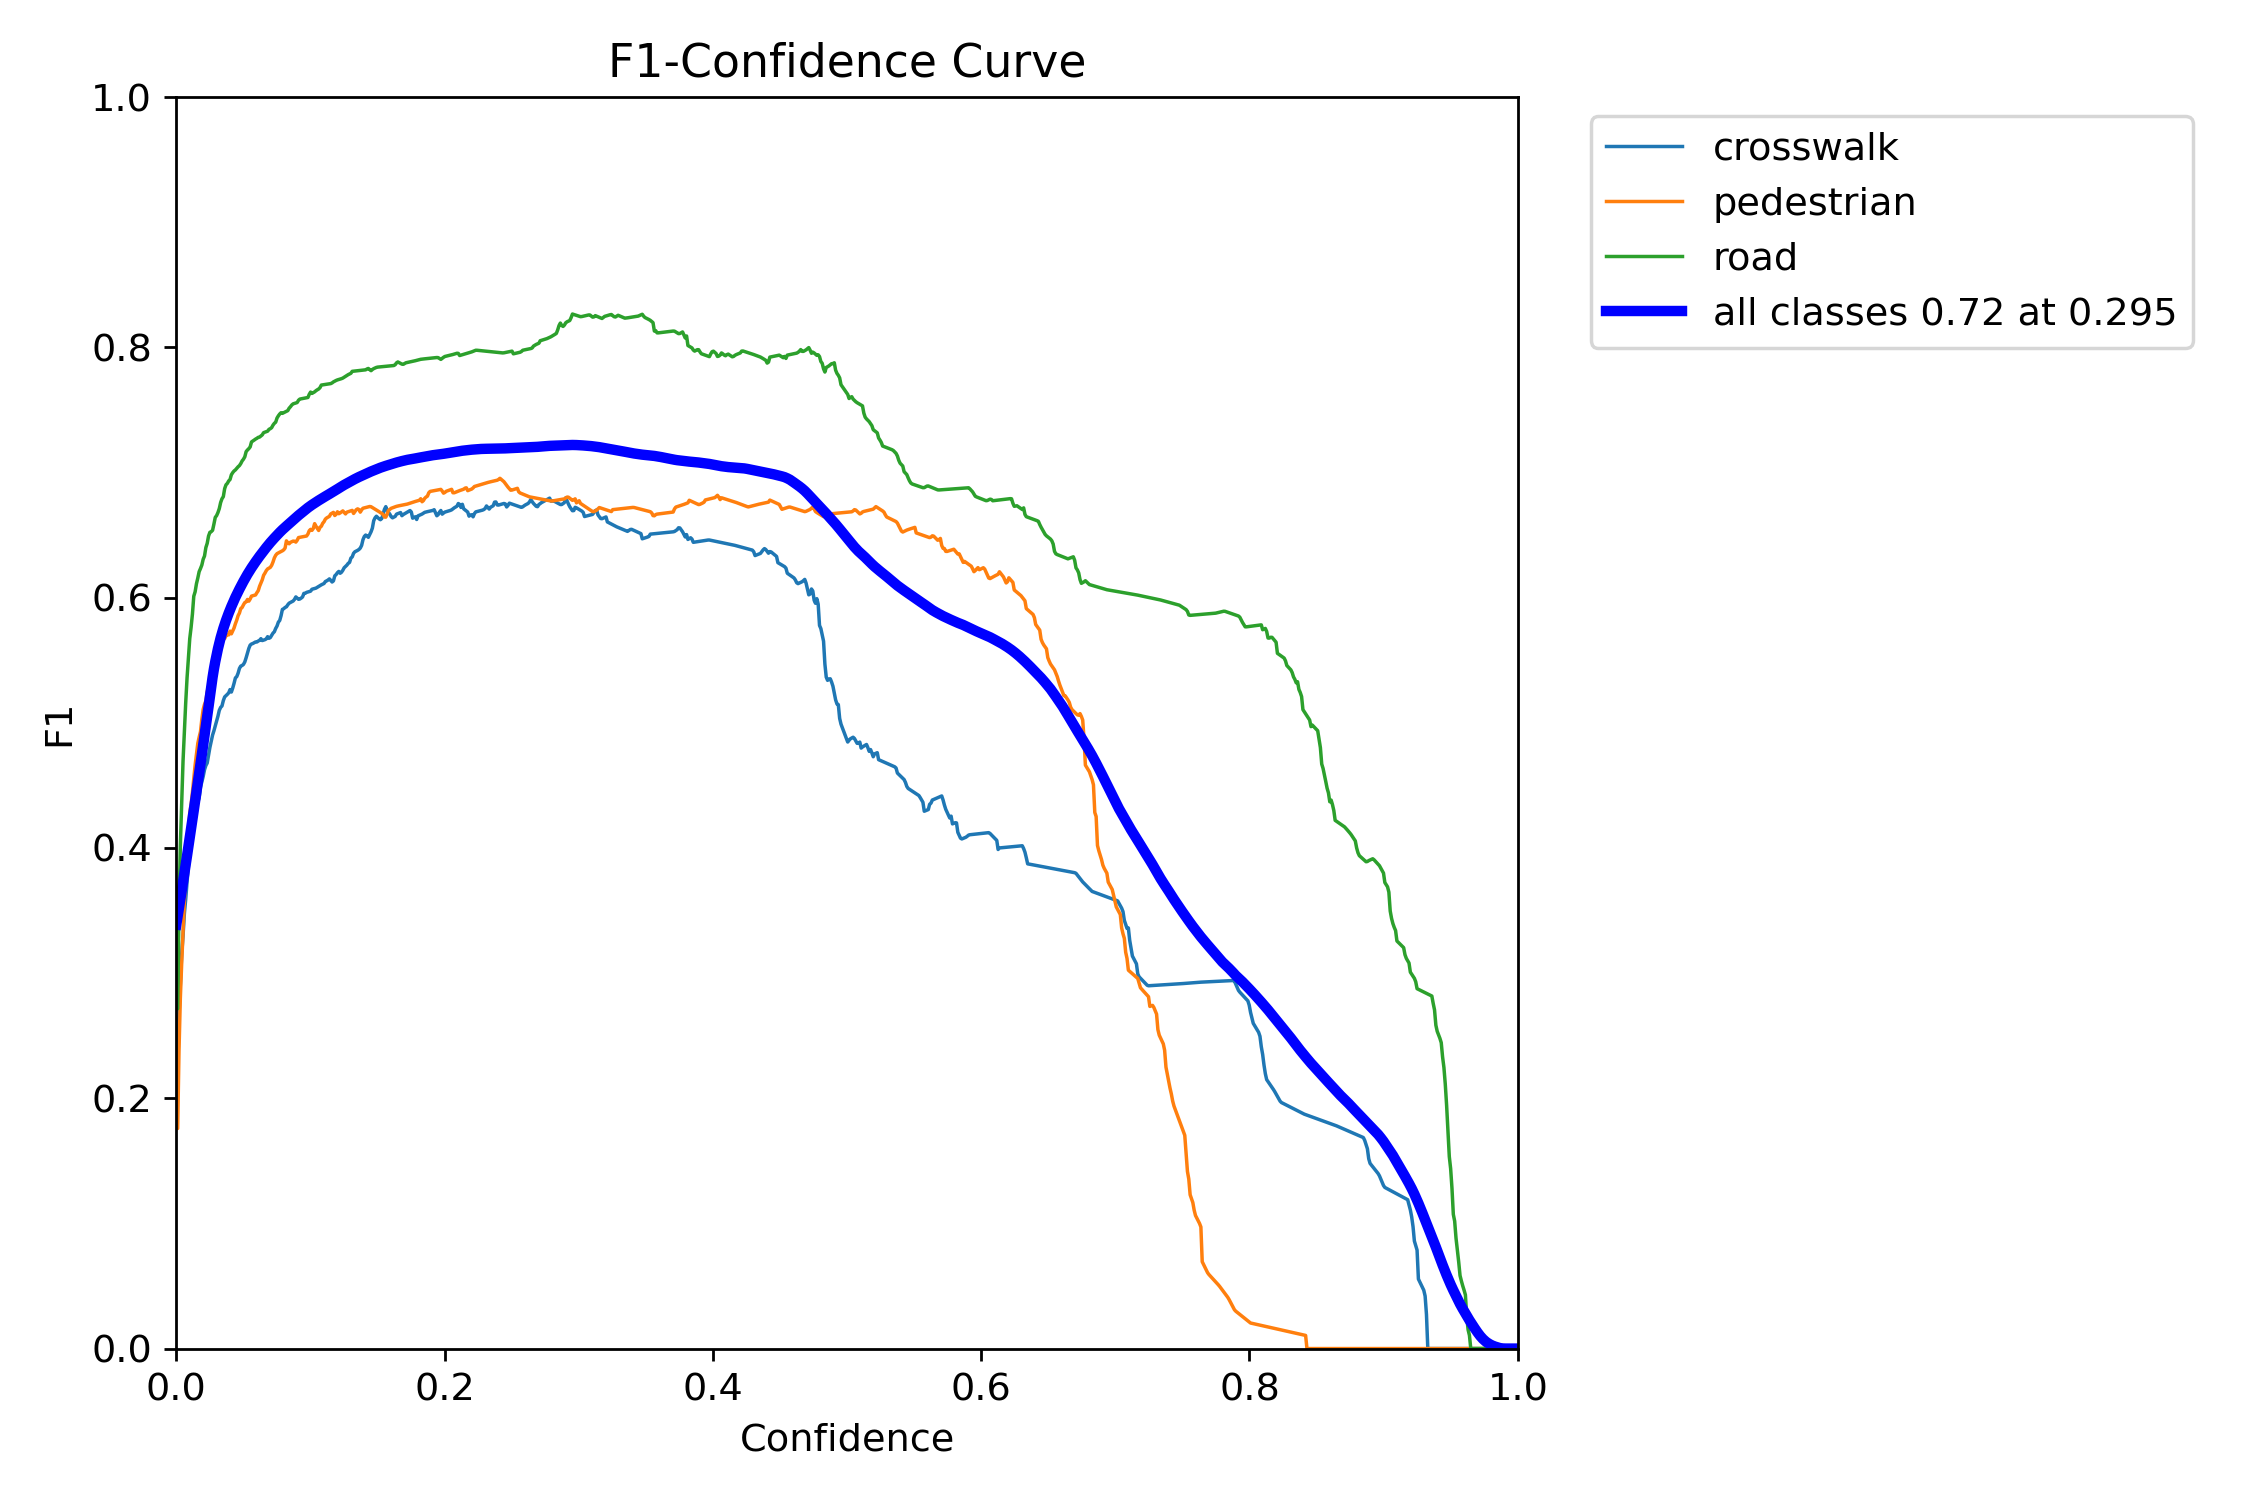 F1-Confidence Curve
1.0
0.8
0.6
0.4
0.2
0.0
F1
0.0 0.2 0.4 0.6 0.8 1.0
Confidence
crosswalk
pedestrian
road
all classes 0.72 at 0.295